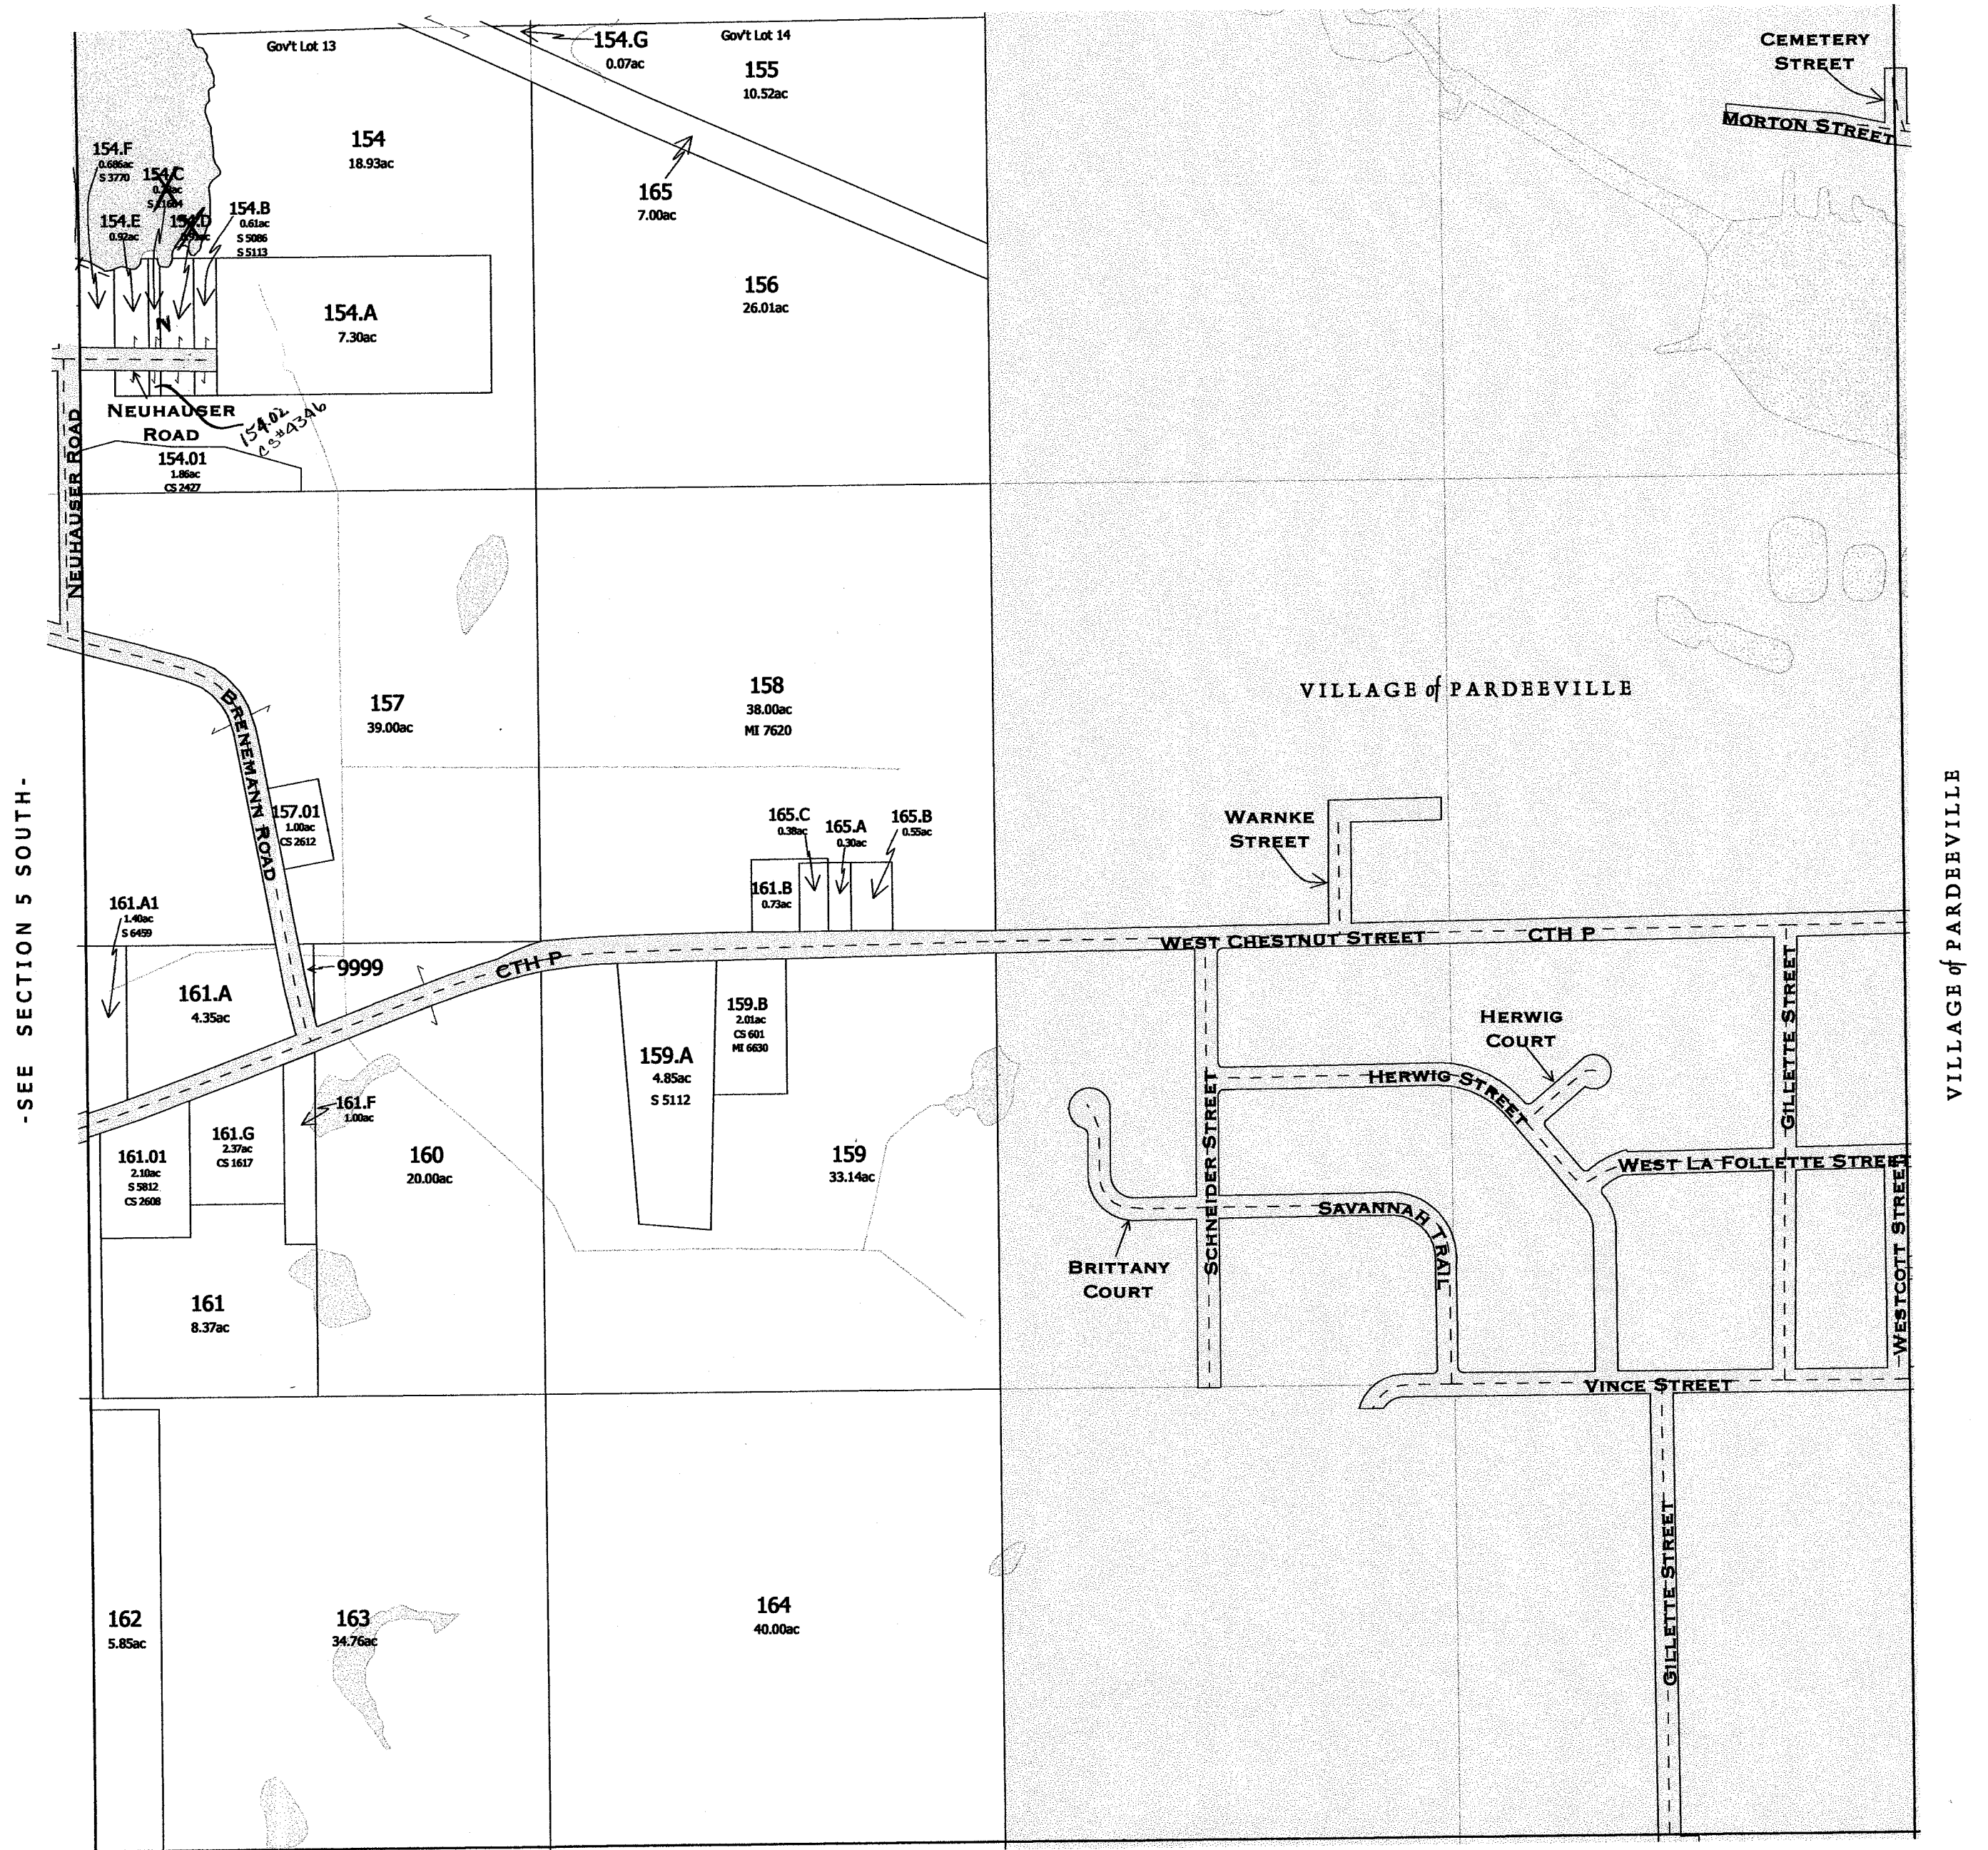 Gov't Lot 13
154.G
0.07ac
Gov't Lot 14
155
10.52ac
CEMETERY
STREET
MORTON STREET
154
18.93ac
154.F
0.686ac
S 3770
154.C
154.E
0.92ac
154.D
154.B
0.61ac
S 5086
S 5113
165
7.00ac
156
26.01ac
154.A
7.30ac
N
NEUHAUSER
ROAD
154.02
CS#4346
154.01
1.86ac
CS 2427
NEUHAUSER ROAD
157
39.00ac
158
38.00ac
MI 7620
VILLAGE of PARDEEVILLE
BRENEMANN ROAD
157.01
1.00ac
CS 2612
165.C
0.38ac
165.A
0.30ac
165.B
0.55ac
161.B
0.73ac
WARNKE
STREET
-SEE SECTION 5 SOUTH-
VILLAGE of PARDEEVILLE
161.A1
1.40ac
S 6459
9999
CTH P
WEST CHESTNUT STREET
CTH P
161.A
4.35ac
159.B
2.01ac
CS 601
MI 6630
159.A
4.85ac
S 5112
HERWIG
COURT
GILLETTE STREET
HERWIG STREET
161.F
1.00ac
161.G
2.37ac
CS 1617
161.01
2.10ac
S 5812
CS 2608
160
20.00ac
159
33.14ac
SCHNEIDER STREET
WEST LA FOLLETTE STREET
SAVANNAH TRAIL
WESTCOTT STREET
BRITTANY
COURT
161
8.37ac
VINCE STREET
GILLETTE STREET
162
5.85ac
163
34.76ac
164
40.00ac